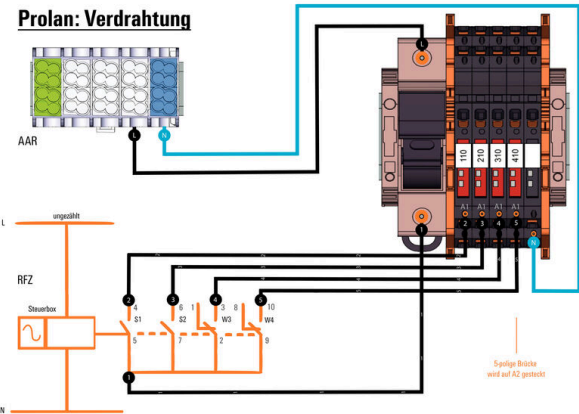 Prolan: Verdrahtung
AAR
L
N
L
110
210
310
410
A1 A1 A1 A1
2 3 4 5
1
N
L
ungezählt
RFZ
Steuerbox
2 3 4 5
4 6 1 3 8 10
S1 S2 W3 W4
5 7 2 9
1
N
5-polige Brücke
wird auf A2 gesteckt